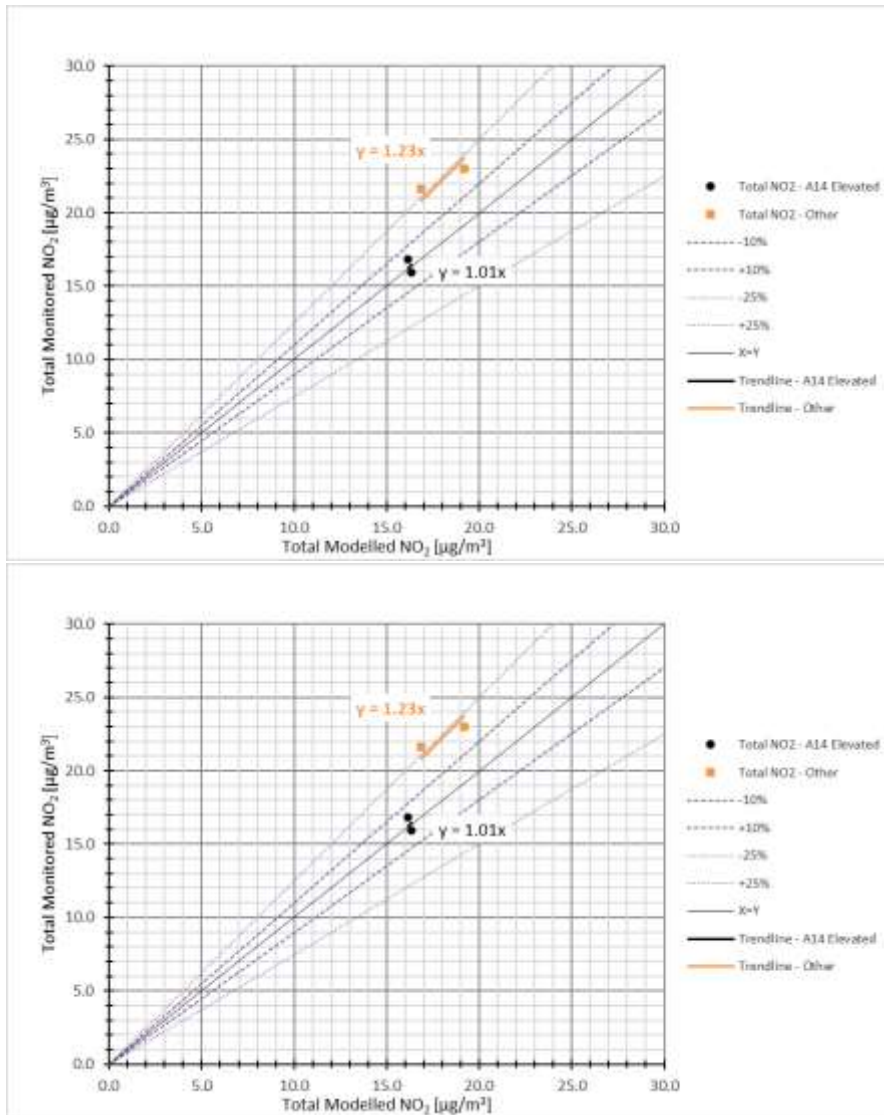 30.0
25.0
20.0
15.0
10.0
5.0
0.0
Total Monitored NO₂ [µg/m³]
y = 1.23x
y = 1.01x
0.0 5.0 10.0 15.0 20.0 25.0 30.0
Total Modelled NO₂ [µg/m³]
Total NO2 - A14 Elevated
Total NO2 - Other
-10%
+10%
-25%
+25%
X=Y
Trendline - A14 Elevated
Trendline - Other
30.0
25.0
20.0
15.0
10.0
5.0
0.0
Total Monitored NO₂ [µg/m³]
y = 1.23x
y = 1.01x
0.0 5.0 10.0 15.0 20.0 25.0 30.0
Total Modelled NO₂ [µg/m³]
Total NO2 - A14 Elevated
Total NO2 - Other
-10%
+10%
-25%
+25%
X=Y
Trendline - A14 Elevated
Trendline - Other